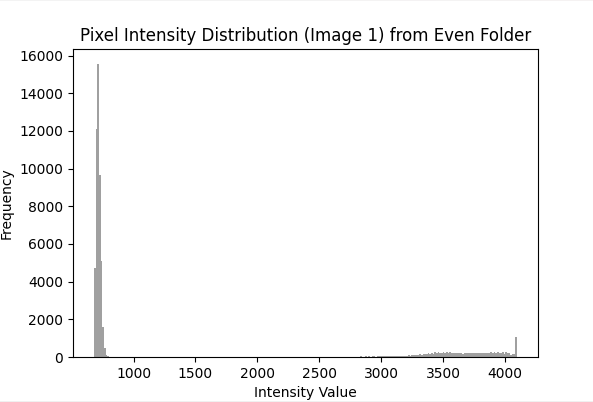 Pixel Intensity Distribution (Image 1) from Even Folder
16000
14000
12000
10000
8000
6000
4000
2000
0
Frequency
1000 1500 2000 2500 3000 3500 4000
Intensity Value